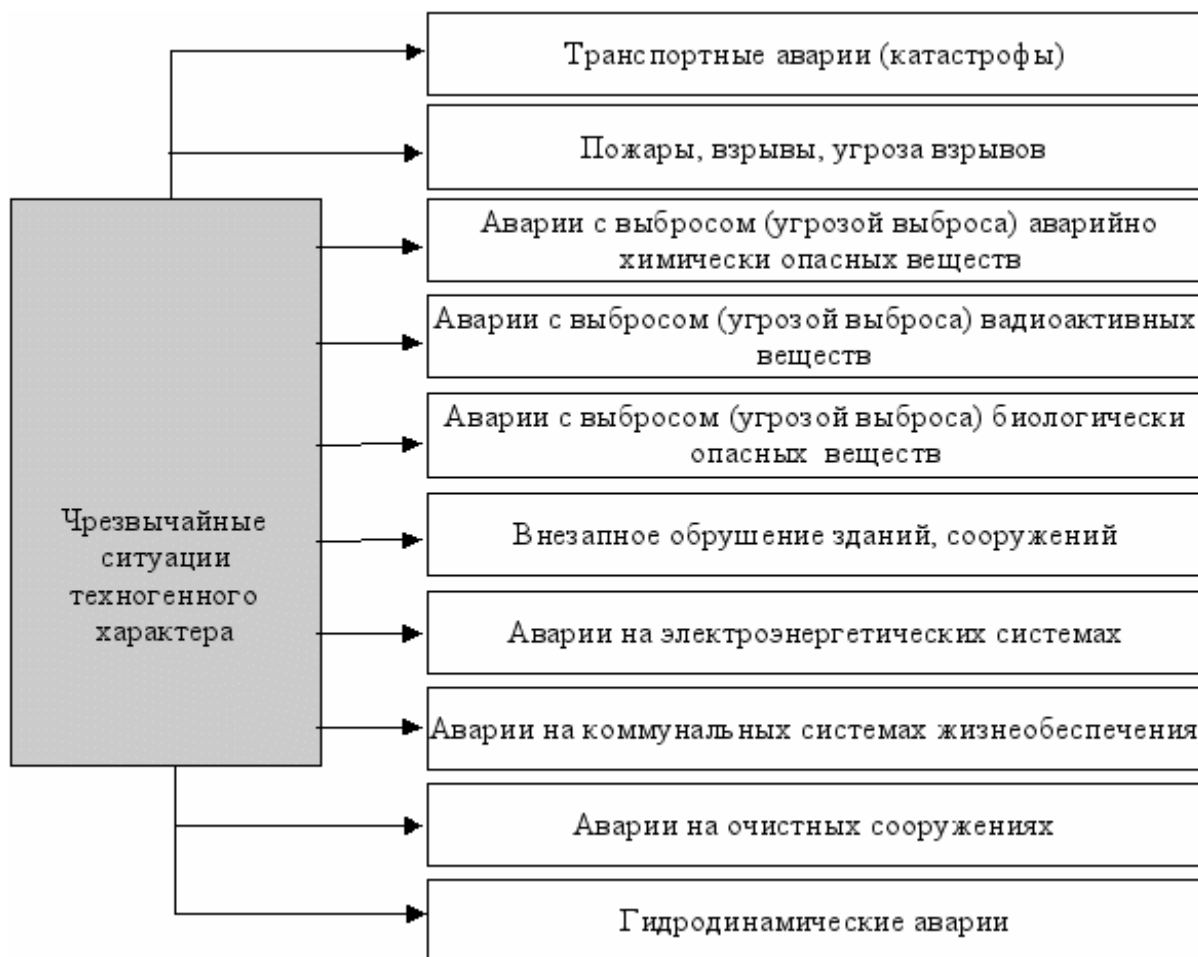 Транспортные аварии (катастрофы)
Пожары, взрывы, угроза взрывов
Аварии с выбросом (угрозой выброса) аварийно
химически опасных веществ
Аварии с выбросом (угрозой выброса) вадиоактивных
веществ
Аварии с выбросом (угрозой выброса) биологически
опасных веществ
Чрезвычайные
ситуации
техногенного
характера
Внезапное обрушение зданий, сооружений
Аварии на электроэнергетических системах
Аварии на коммунальных системах жизнеобеспечения
Аварии на очистных сооружениях
Гидродинамические аварии